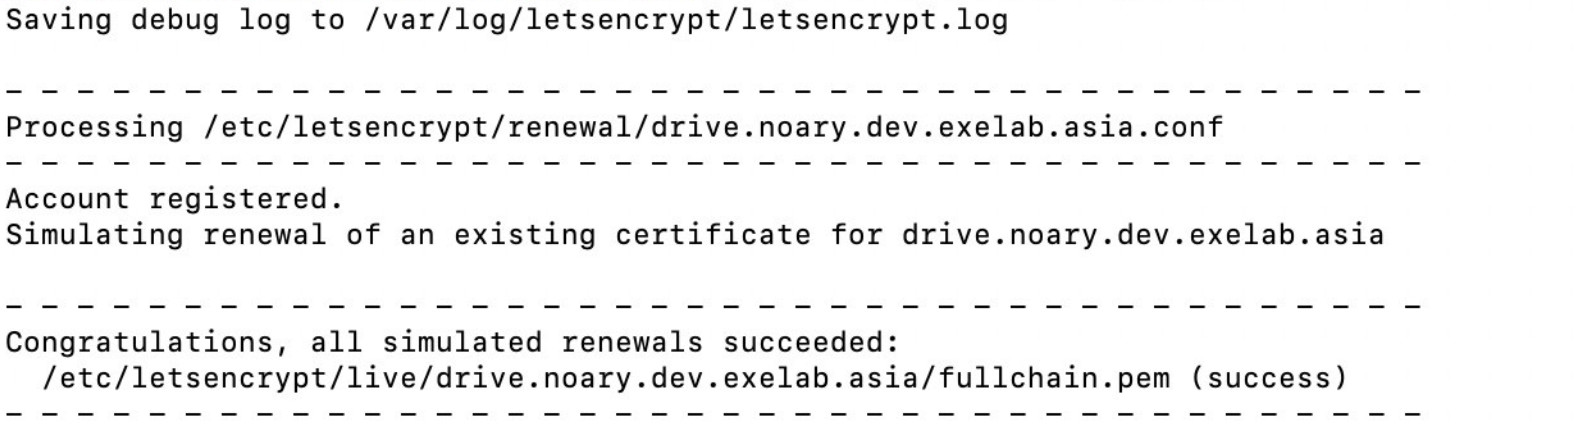 Saving debug log to /var/log/letsencrypt/letsencrypt.log
- - - - - - - - - - - - - - - - - - - - - - - - - - - - - - - - - - - - - - - -
Processing /etc/letsencrypt/renewal/drive.noary.dev.exelab.asia.conf
- - - - - - - - - - - - - - - - - - - - - - - - - - - - - - - - - - - - - - - -
Account registered.
Simulating renewal of an existing certificate for drive.noary.dev.exelab.asia
- - - - - - - - - - - - - - - - - - - - - - - - - - - - - - - - - - - - - - - -
Congratulations, all simulated renewals succeeded:
  /etc/letsencrypt/live/drive.noary.dev.exelab.asia/fullchain.pem (success)
- - - - - - - - - - - - - - - - - - - - - - - - - - - - - - - - - - - - - - - -